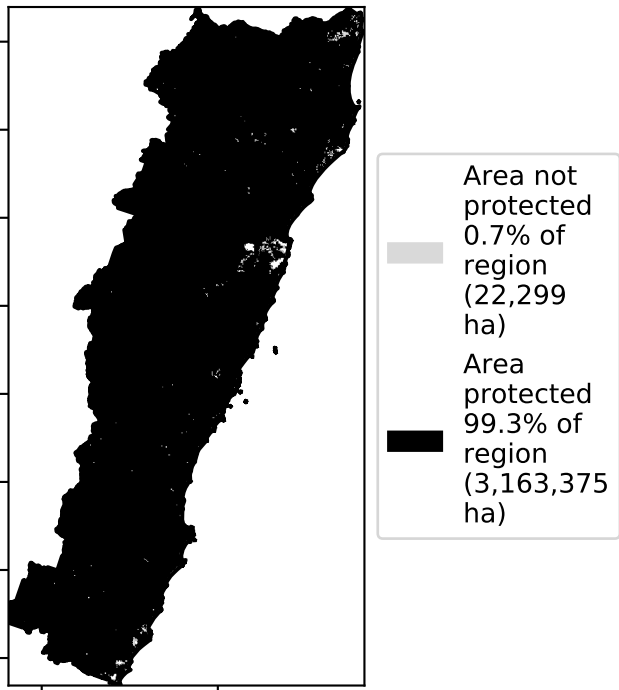 Area not
protected
0.7% of
region
(22,299
ha)
Area
protected
99.3% of
region
(3,163,375
ha)